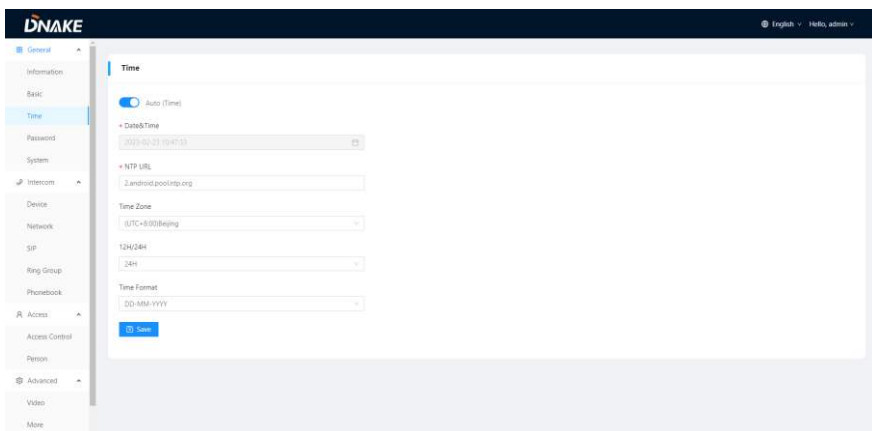 DNAKE
English
Hello, admin
General
Information
Basic
Time
Password
System
Intercom
Device
Network
SIP
Ring Group
Phonebook
Access
Access Control
Person
Advanced
Video
More
Time
Auto (Time)
* Date&Time
* NTP URL
2.android.pool.ntp.org
Time Zone
(UTC+8:00)Beijing
12H/24H
24H
Time Format
DD-MM-YYYY
Save